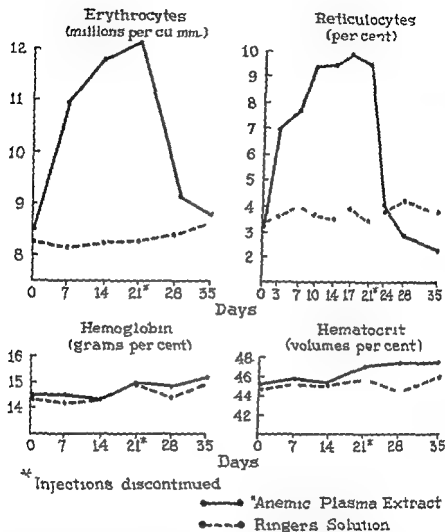 Erythrocytes
(millions per cu mm.)
12
11
10
9
8
0 7 14 21* 28 35
Reticulocytes
(per cent)
10
9
8
7
6
5
4
3
2
0 3 7 10 14 17 21* 24 28 35
Days
Hemoglobin
(grams per cent)
16
15
14
0 7 14 21* 28 35
Hematocrit
(volumes per cent)
48
46
44
42
0 7 14 21* 28 35
Days
* Injections discontinued
"Anemic Plasma Extract
Ringers Solution